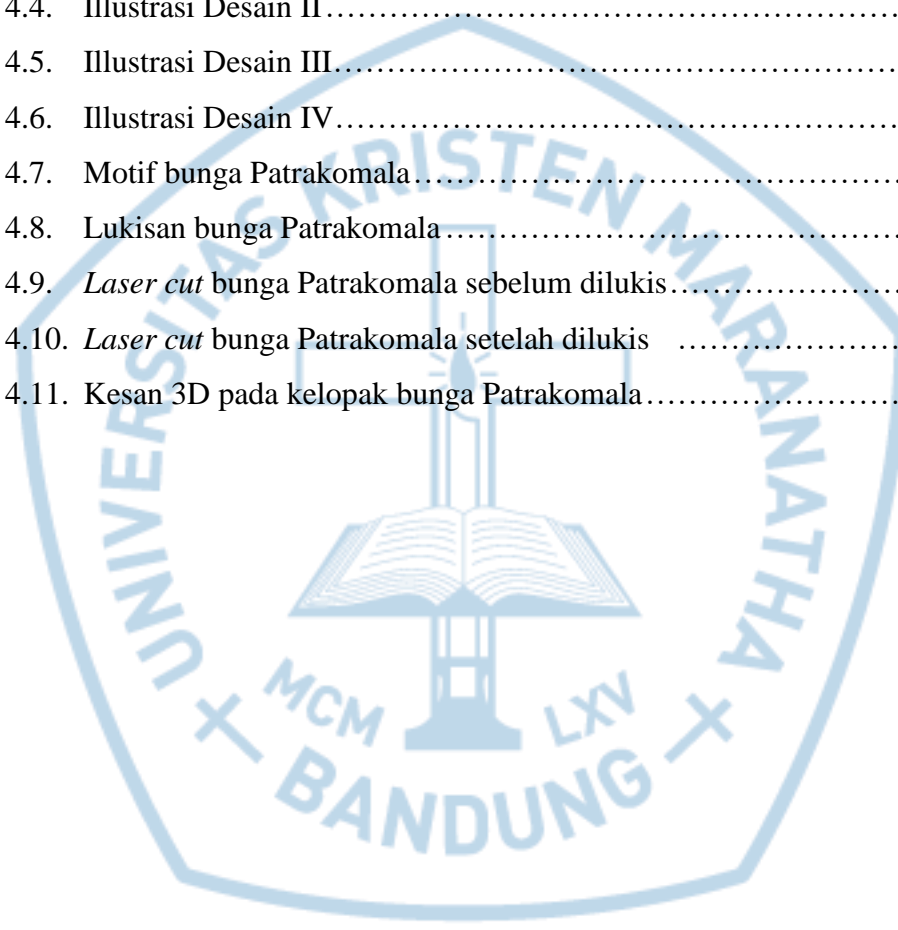 4.4. Illustrasi Desain II……………………………………………………
4.5. Illustrasi Desain III……………………………………………………
4.6. Illustrasi Desain IV……………………………………………………
4.7. Motif bunga Patrakomala……………………………………………
4.8. Lukisan bunga Patrakomala…………………………………………
4.9. Laser cut bunga Patrakomala sebelum dilukis……………………
4.10. Laser cut bunga Patrakomala setelah dilukis …………………
4.11. Kesan 3D pada kelopak bunga Patrakomala………………………
UNIVERSITAS KRISTEN MARANATHA
MCM LXV
BANDUNG